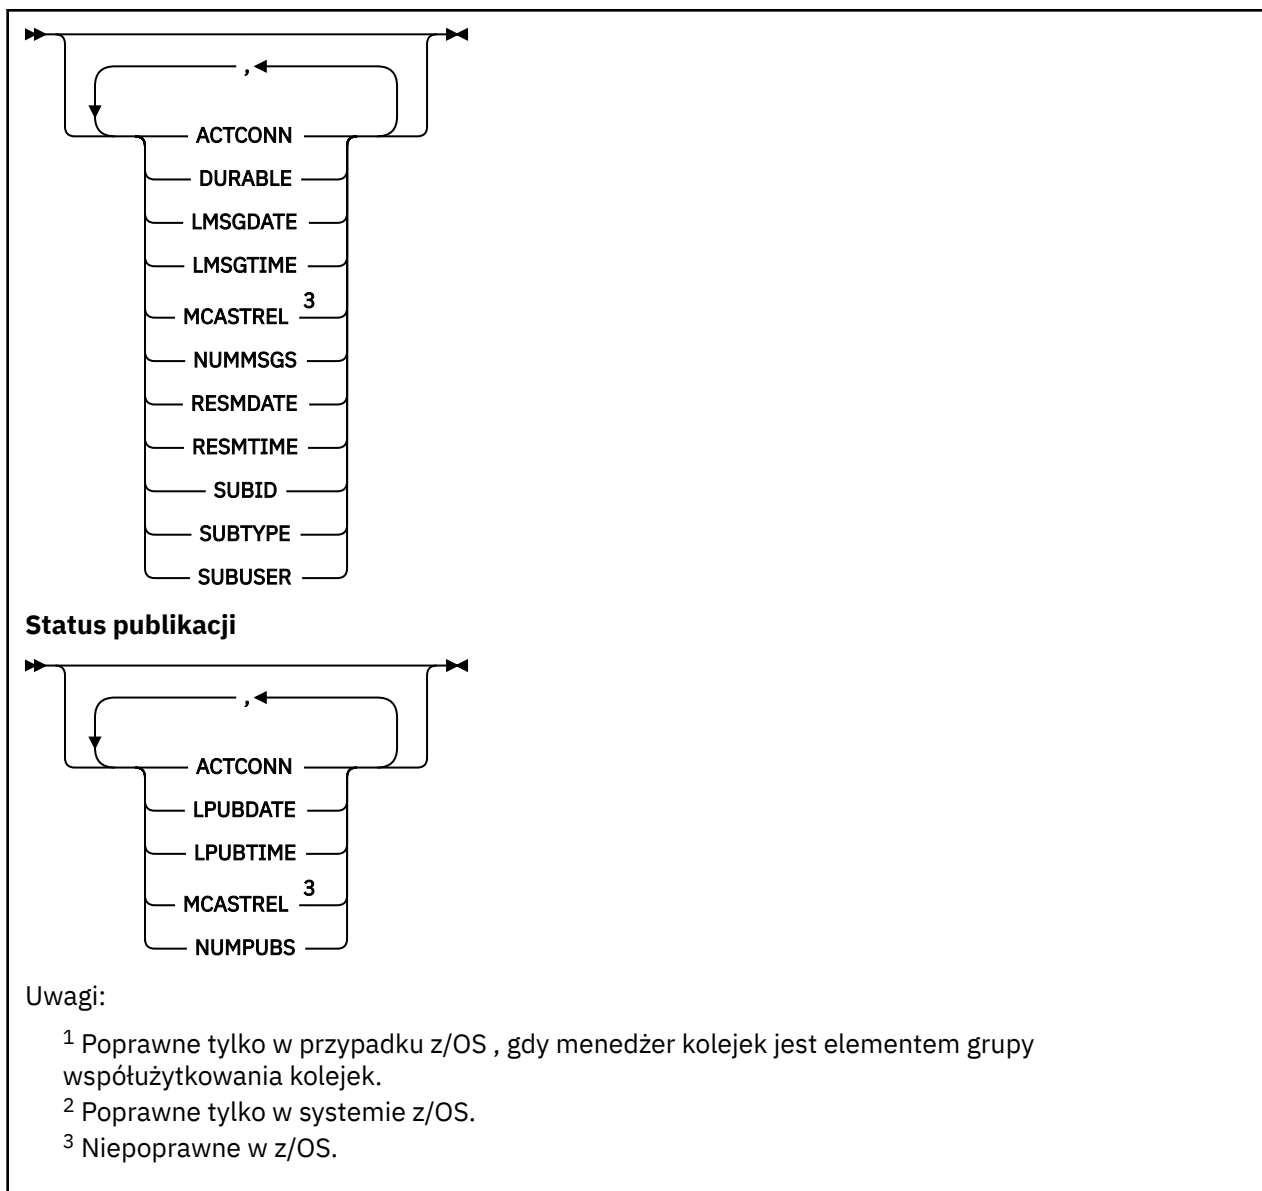 ,
ACTCONN
DURABLE
LMSGDATE
LMSGTIME
MCASTREL 3
NUMMSGS
RESMDATE
RESMTIME
SUBID
SUBTYPE
SUBUSER
Status publikacji
,
ACTCONN
LPUBDATE
LPUBTIME
MCASTREL 3
NUMPUBS
Uwagi:
1 Poprawne tylko w przypadku z/OS , gdy menedżer kolejek jest elementem grupy
współużytkowania kolejek.
2 Poprawne tylko w systemie z/OS.
3 Niepoprawne w z/OS.